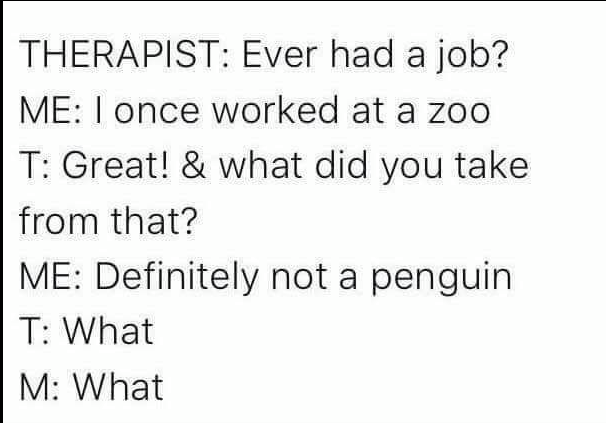 THERAPIST: Ever had a job?
ME: I once worked at a zoo
T: Great! & what did you take
from that?
ME: Definitely not a penguin
T: What
M: What